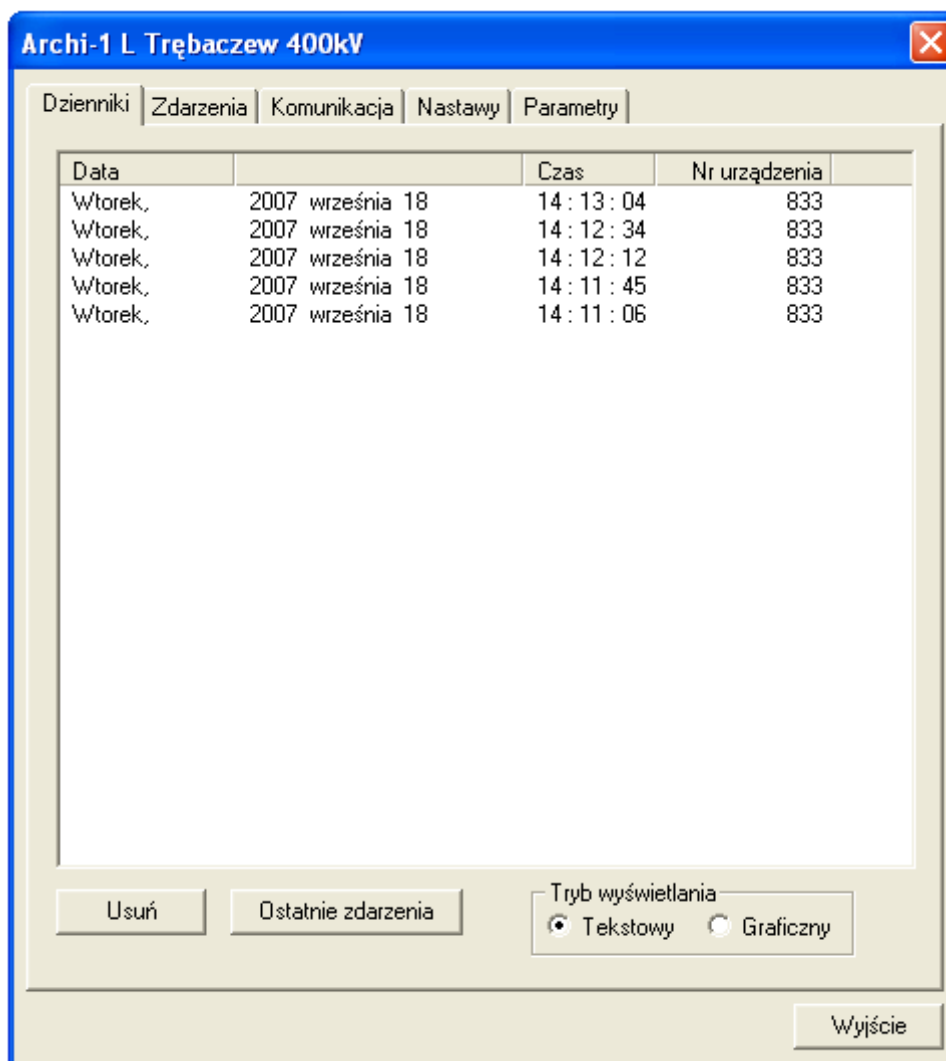 Archi-1 L Trębaczew 400kV
Dzienniki Zdarzenia Komunikacja Nastawy Parametry
Data Czas Nr urządzenia
Wtorek, 2007 września 18 14 : 13 : 04 833
Wtorek, 2007 września 18 14 : 12 : 34 833
Wtorek, 2007 września 18 14 : 12 : 12 833
Wtorek, 2007 września 18 14 : 11 : 45 833
Wtorek, 2007 września 18 14 : 11 : 06 833
Usuń Ostatnie zdarzenia
Tryb wyświetlania
Tekstowy Graficzny
Wyjście